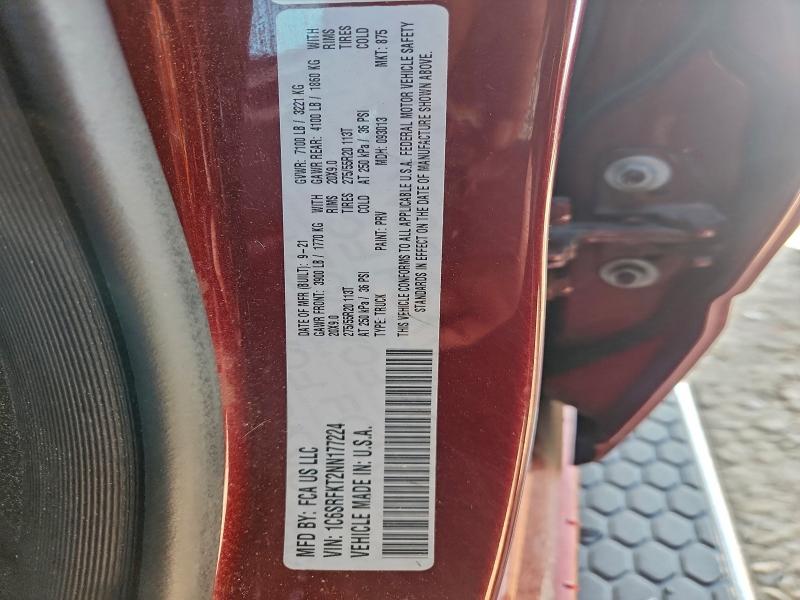 MFD BY: FCA US LLC
VIN: 1C6SRFKT2NN177224
VEHICLE MADE IN: U.S.A.
DATE OF MFR (BUILT): 9-21 GVWR: 7100 LB / 3221 KG
GAWR FRONT: 3900 LB / 1770 KG WITH GAWR REAR: 4100 LB / 1860 KG WITH
20X9.0 RIMS 20X9.0 RIMS
275/55R20 113T TIRES 275/55R20 113T TIRES
AT 250 kPa / 36 PSI COLD AT 250 kPa / 36 PSI COLD
TYPE: TRUCK PAINT: PRV MDH: 093013 MKT: 875
THIS VEHICLE CONFORMS TO ALL APPLICABLE U.S.A. FEDERAL MOTOR VEHICLE SAFETY
STANDARDS IN EFFECT ON THE DATE OF MANUFACTURE SHOWN ABOVE.